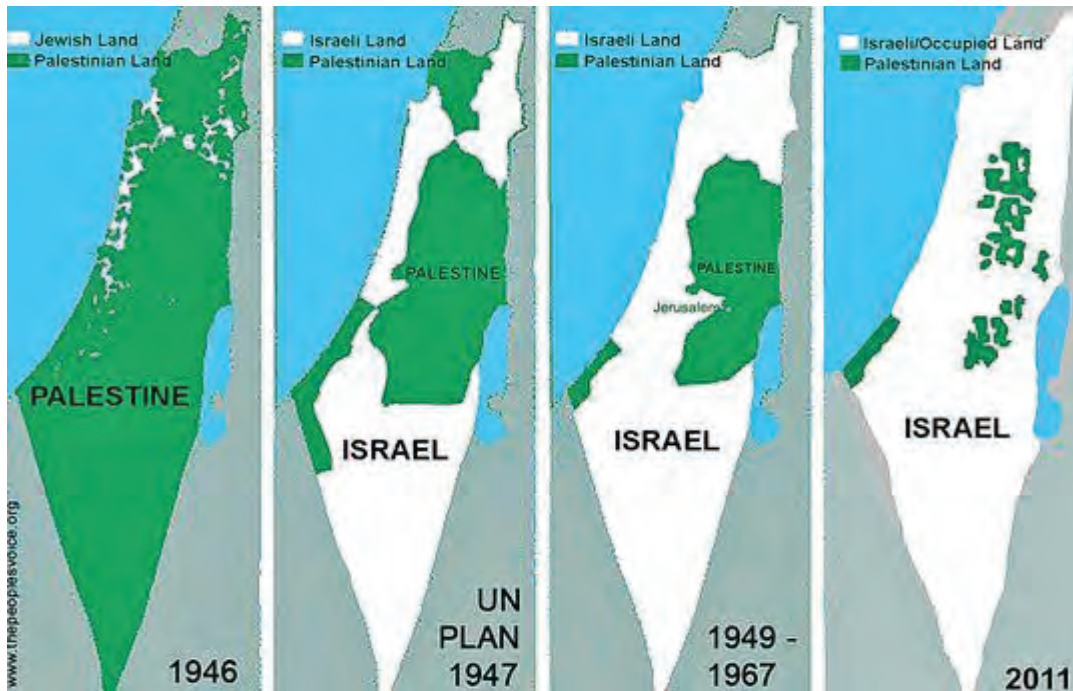 Jewish Land
Palestinian Land
PALESTINE
www.thepeoplesvoice.org
1946
Israeli Land
Palestinian Land
PALESTINE
ISRAEL
UN
PLAN
1947
Israeli Land
Palestinian Land
PALESTINE
Jerusalem
ISRAEL
1949 -
1967
Israeli/Occupied Land
Palestinian Land
ISRAEL
2011